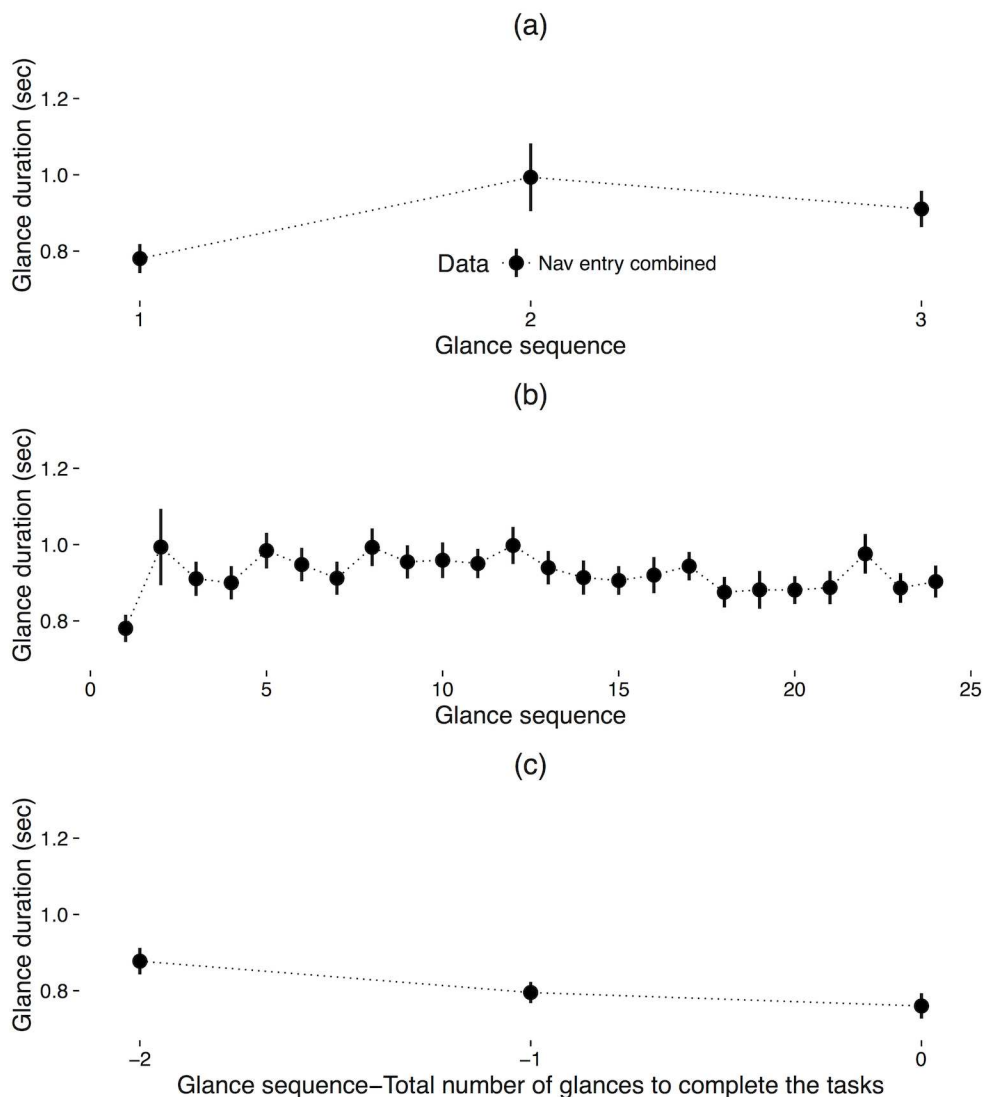 (a)
Glance duration (sec)
1.2
1.0
0.8
Data Nav entry combined
1 2 3
Glance sequence
(b)
Glance duration (sec)
1.2
1.0
0.8
0 5 10 15 20 25
Glance sequence
(c)
Glance duration (sec)
1.2
1.0
0.8
−2 −1 0
Glance sequence−Total number of glances to complete the tasks